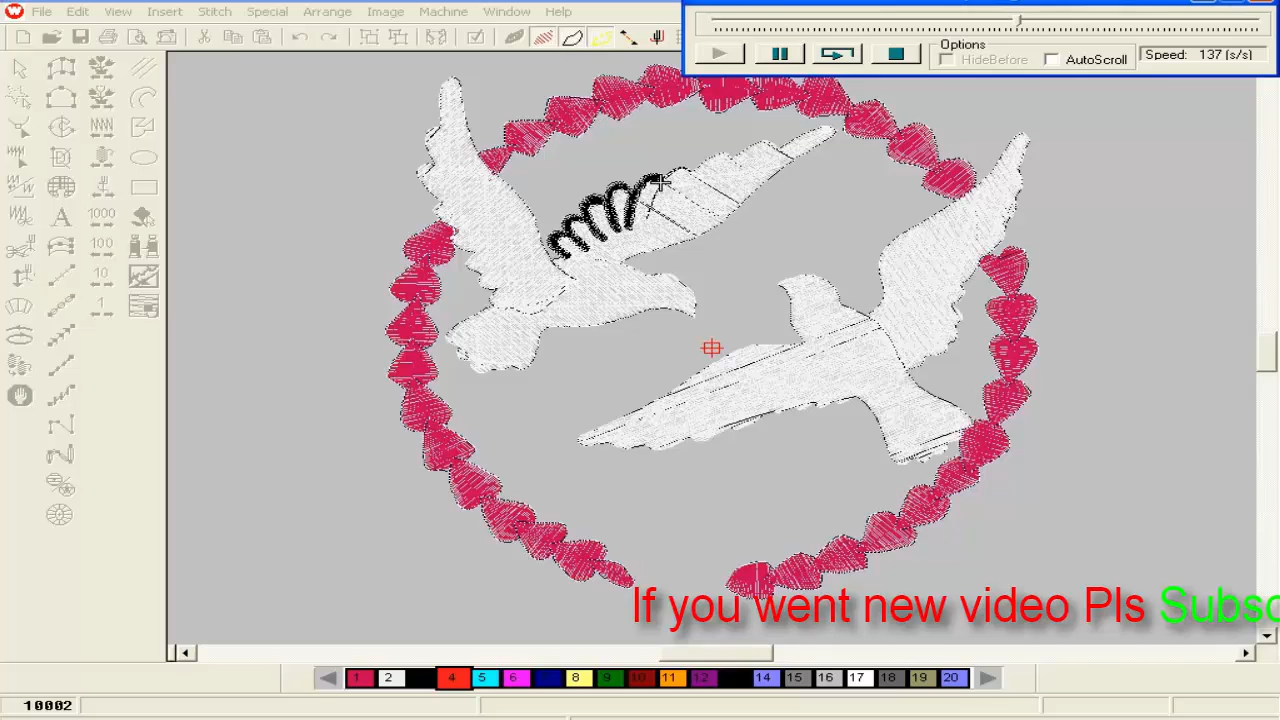 File Edit View Insert Stitch Special Arrange Image Machine Window Help
Options
HideBefore AutoScroll Speed: 137 (s/s)
A 1000
100
10
1
If you went new video Pls Subsc
1 2 4 5 6 8 9 10 11 12 14 15 16 17 18 19 20
10002